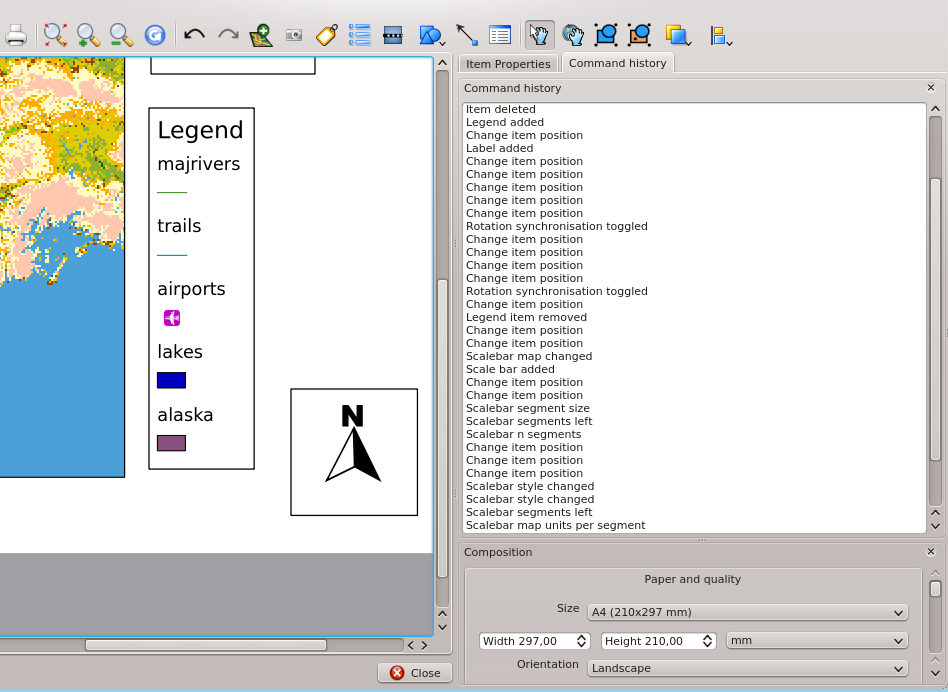 Item Properties
Command history
Command history
Item deleted
Legend added
Change item position
Label added
Change item position
Change item position
Change item position
Change item position
Change item position
Rotation synchronisation toggled
Change item position
Change item position
Change item position
Change item position
Rotation synchronisation toggled
Change item position
Legend item removed
Change item position
Change item position
Scalebar map changed
Scale bar added
Change item position
Change item position
Scalebar segment size
Scalebar segments left
Scalebar n segments
Change item position
Change item position
Change item position
Scalebar style changed
Scalebar style changed
Scalebar segments left
Scalebar map units per segment
Legend
majrivers
trails
airports
lakes
alaska
N
Composition
Paper and quality
Size A4 (210x297 mm)
Width 297,00 Height 210,00 mm
Orientation Landscape
Close